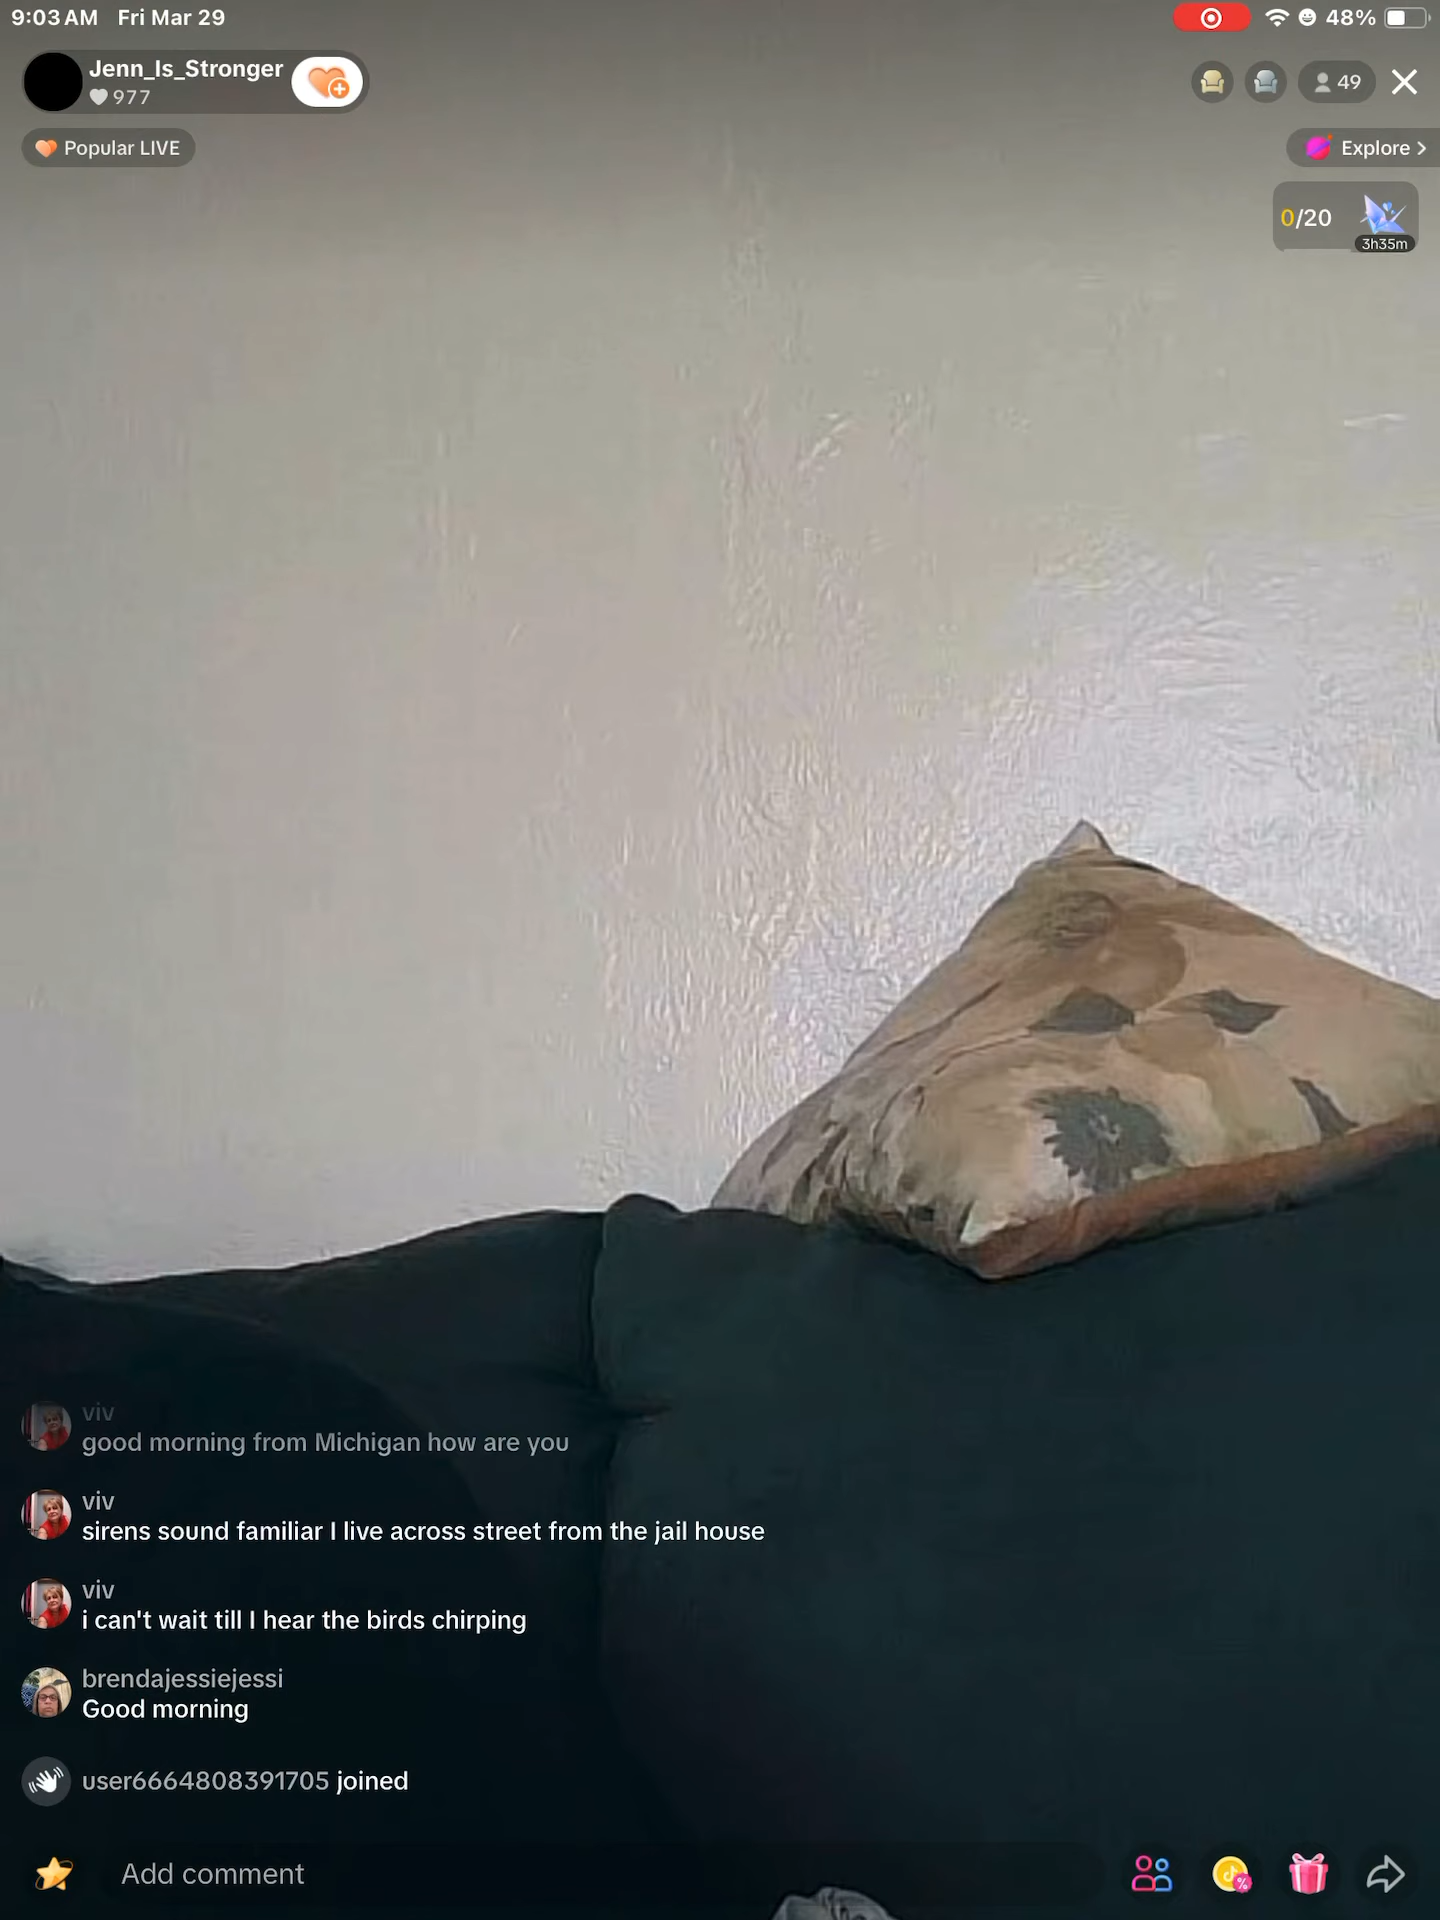 9:03 AM Fri Mar 29
48%
Jenn_Is_Stronger
977
49
Popular LIVE
Explore >
0/20
3h35m
viv
good morning from Michigan how are you
viv
sirens sound familiar I live across street from the jail house
viv
i can't wait till I hear the birds chirping
brendajessiejessi
Good morning
user6664808391705 joined
Add comment